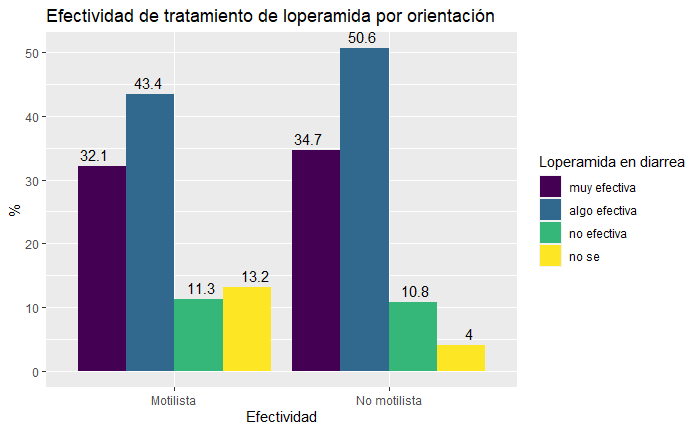 Efectividad de tratamiento de loperamida por orientación
50
40
30
20
10
0
%
32.1
43.4
11.3
13.2
34.7
50.6
10.8
4
Motilista
No motilista
Efectividad
Loperamida en diarrea
muy efectiva
algo efectiva
no efectiva
no se